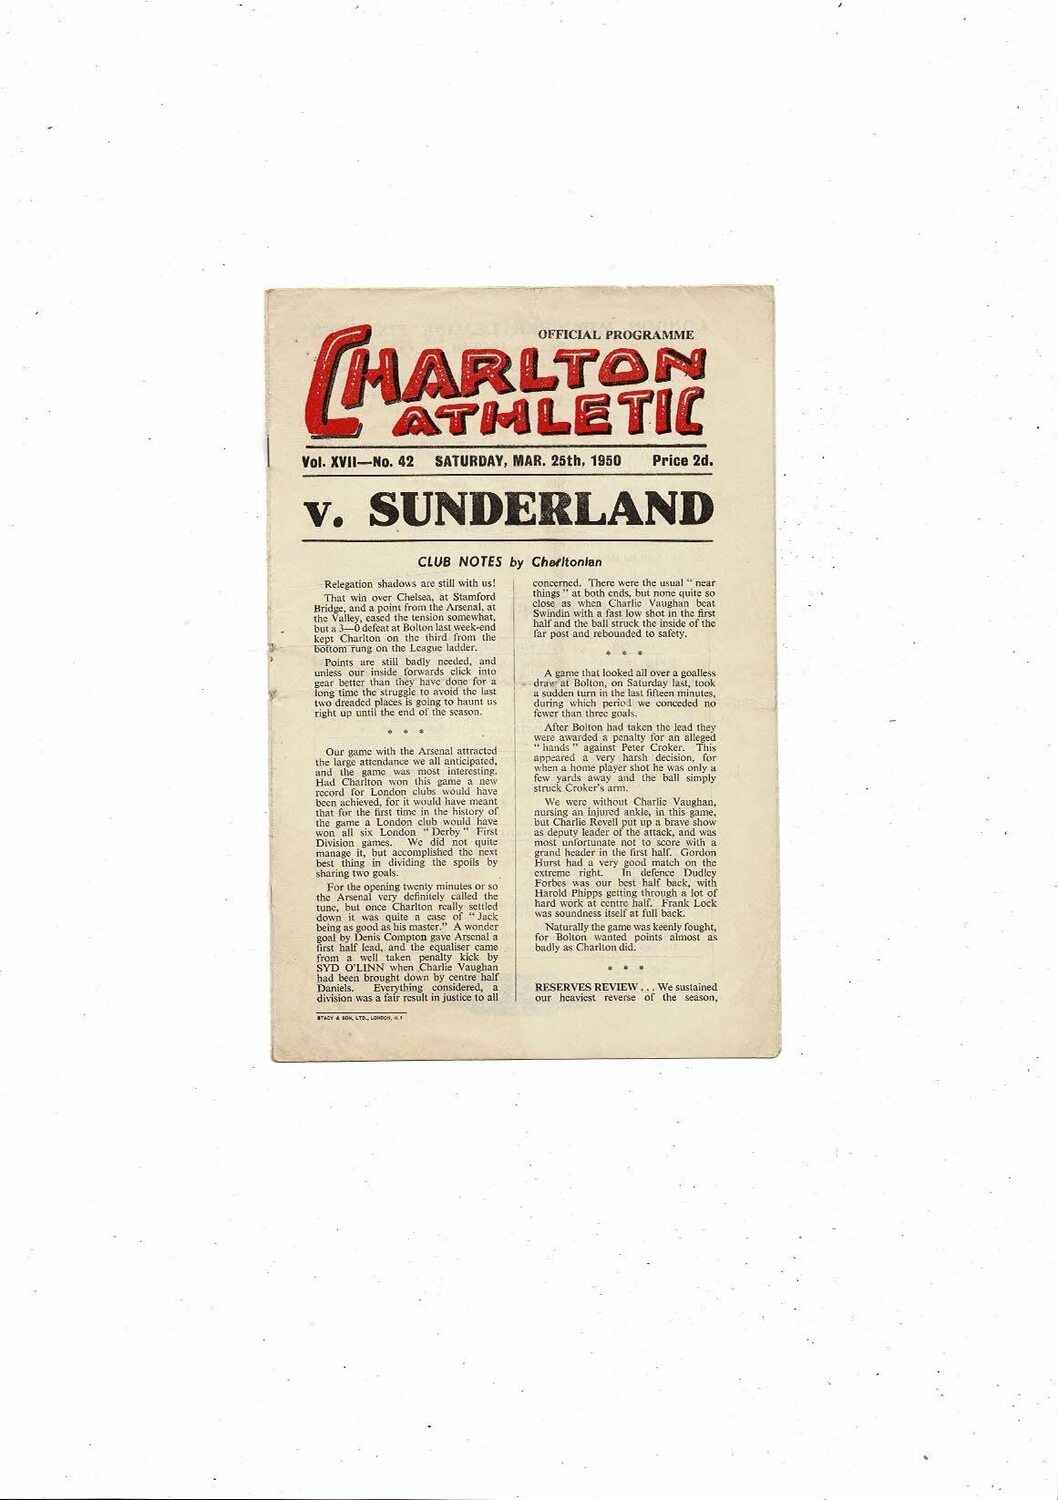 OFFICIAL PROGRAMME
CHARLTON
ATHLETIC
Vol. XVII—No. 42 SATURDAY, MAR. 25th, 1950 Price 2d.
v. SUNDERLAND
CLUB NOTES by Charltonian
Relegation shadows are still with us!
That win over Chelsea, at Stamford
Bridge, and a point from the Arsenal, at
the Valley, eased the tension somewhat,
but a 3—0 defeat at Bolton last week-end
kept Charlton on the third from the
bottom rung on the League ladder.
Points are still badly needed, and
unless our inside forwards click into
gear better than they have done for a
long time the struggle to avoid the last
two dreaded places is going to haunt us
right up until the end of the season.
* * *
Our game with the Arsenal attracted
the large attendance we all anticipated,
and the game was most interesting.
Had Charlton won this game a new
record for London clubs would have
been achieved, for it would have meant
that for the first time in the history of
the game a London club would have
won all six London "Derby" First
Division games. We did not quite
manage it, but accomplished the next
best thing in dividing the spoils by
sharing two goals.
For the opening twenty minutes or so
the Arsenal very definitely called the
tune, but once Charlton really settled
down it was quite a case of "Jack
being as good as his master." A wonder
goal by Denis Compton gave Arsenal a
first half lead, and the equaliser came
from a well taken penalty kick by
SYD O'LINN when Charlie Vaughan
had been brought down by centre half
Daniels. Everything considered, a
division was a fair result in justice to all
STACY & SON, LTD., LONDON, N.1
concerned. There were the usual "near
things" at both ends, but none quite so
close as when Charlie Vaughan beat
Swindin with a fast low shot in the first
half and the ball struck the inside of the
far post and rebounded to safety.
* * *
A game that looked all over a goalless
draw at Bolton, on Saturday last, took
a sudden turn in the last fifteen minutes,
during which period we conceded no
fewer than three goals.
After Bolton had taken the lead they
were awarded a penalty for an alleged
"hands" against Peter Croker. This
appeared a very harsh decision, for
when a home player shot he was only a
few yards away and the ball simply
struck Croker's arm.
We were without Charlie Vaughan,
nursing an injured ankle, in this game,
but Charlie Revell put up a brave show
as deputy leader of the attack, and was
most unfortunate not to score with a
grand header in the first half. Gordon
Hurst had a very good match on the
extreme right. In defence Dudley
Forbes was our best half back, with
Harold Phipps getting through a lot of
hard work at centre half. Frank Lock
was soundness itself at full back.
Naturally the game was keenly fought,
for Bolton wanted points almost as
badly as Charlton did.
* * *
RESERVES REVIEW . . . We sustained
our heaviest reverse of the season,